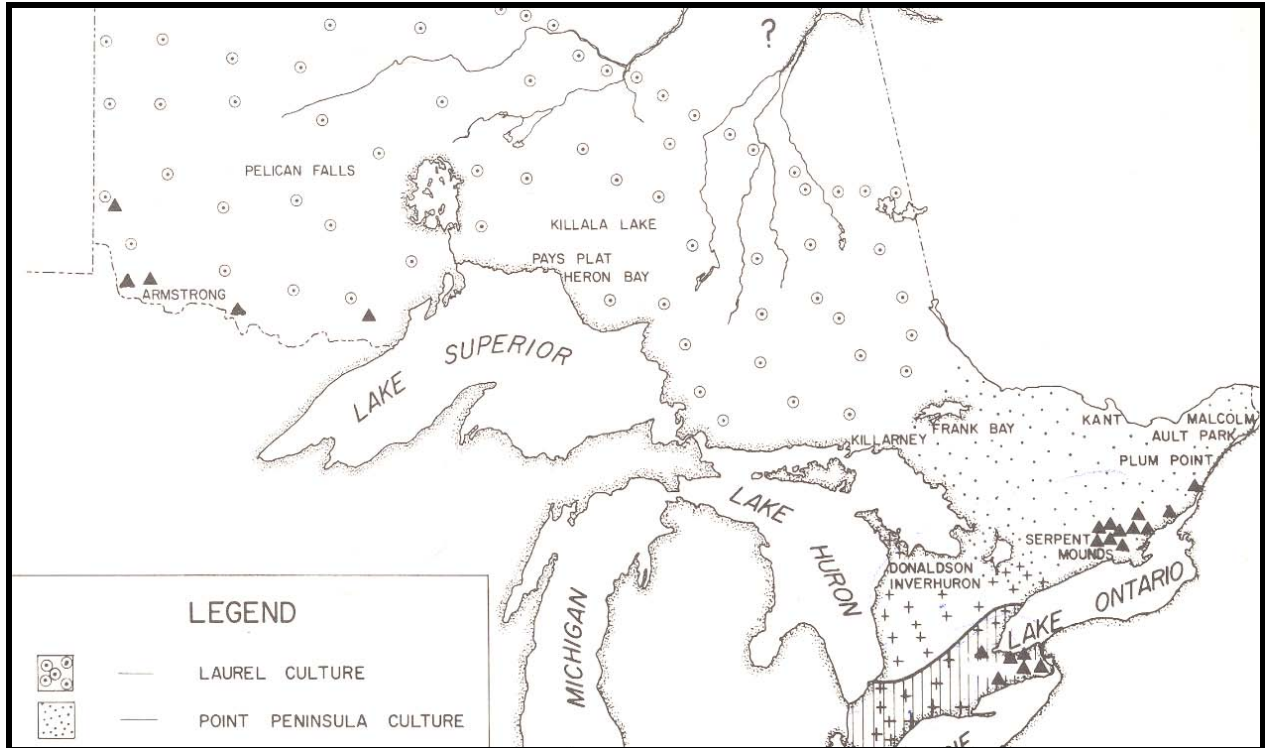 ?
PELICAN FALLS
KILLALA LAKE
PAYS PLAT
HERON BAY
ARMSTRONG
LAKE SUPERIOR
KILLARNEY
FRANK BAY
KANT
MALCOLM
AULT PARK
PLUM POINT
LAKE HURON
SERPENT
MOUNDS
DONALDSON
INVERHURON
LAKE ONTARIO
MICHIGAN
LEGEND
LAUREL CULTURE
POINT PENINSULA CULTURE